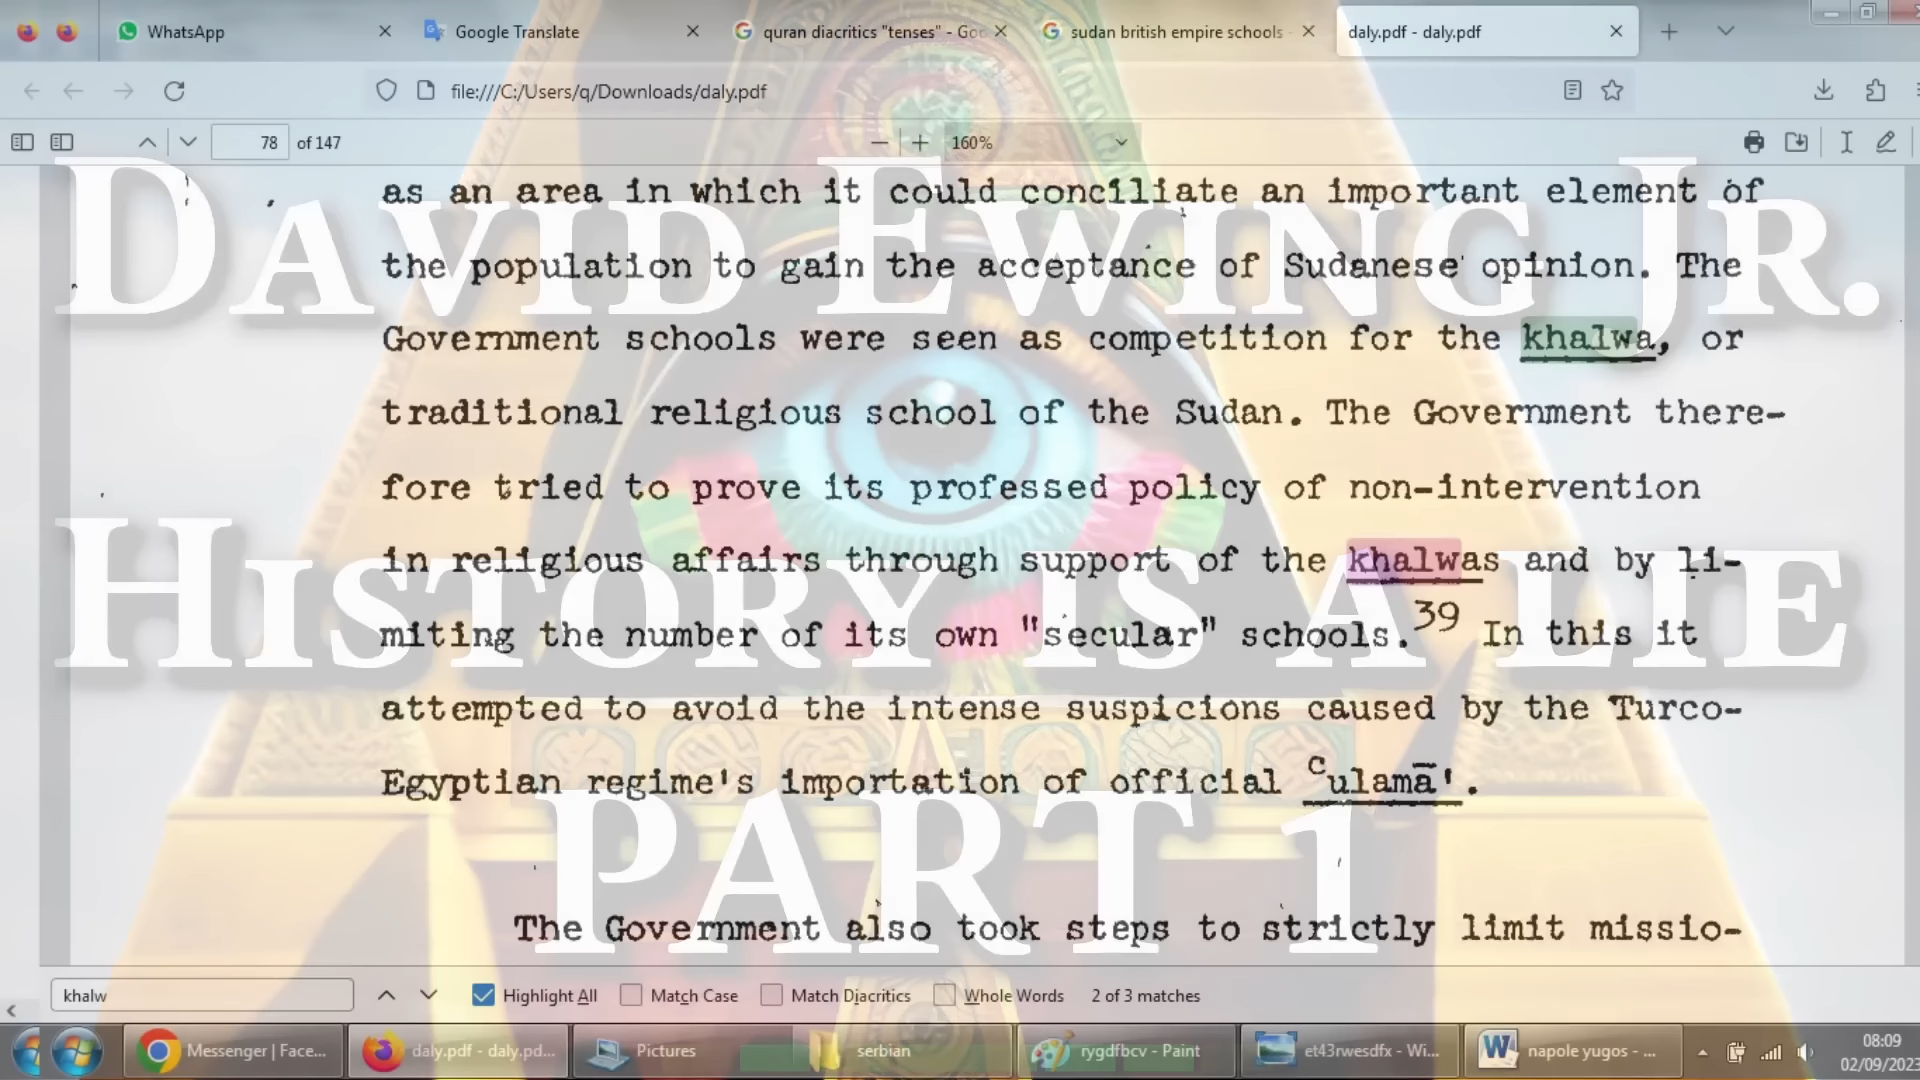 WhatsApp
Google Translate
quran diacritics "tenses" - Goo
sudan british empire schools -
daly.pdf - daly.pdf
file:///C:/Users/q/Downloads/daly.pdf
78 of 147
160%
DAVID EWING JR.
HISTORY IS A LIE
PART 1
as an area in which it could conciliate an important element of
the population to gain the acceptance of Sudanese opinion. The
Government schools were seen as competition for the khalwa, or
traditional religious school of the Sudan. The Government there-
fore tried to prove its professed policy of non-intervention
in religious affairs through support of the khalwas and by li-
miting the number of its own "secular" schools.39 In this it
attempted to avoid the intense suspicions caused by the Turco-
Egyptian regime's importation of official culamā'.
The Government also took steps to strictly limit missio-
khalw
Highlight All
Match Case
Match Diacritics
Whole Words
2 of 3 matches
Messenger | Face...
daly.pdf - daly.pd...
Pictures
serbian
rygdfbcv - Paint
et43rwesdfx - Wi...
napole yugos - ...
08:09
02/09/2023